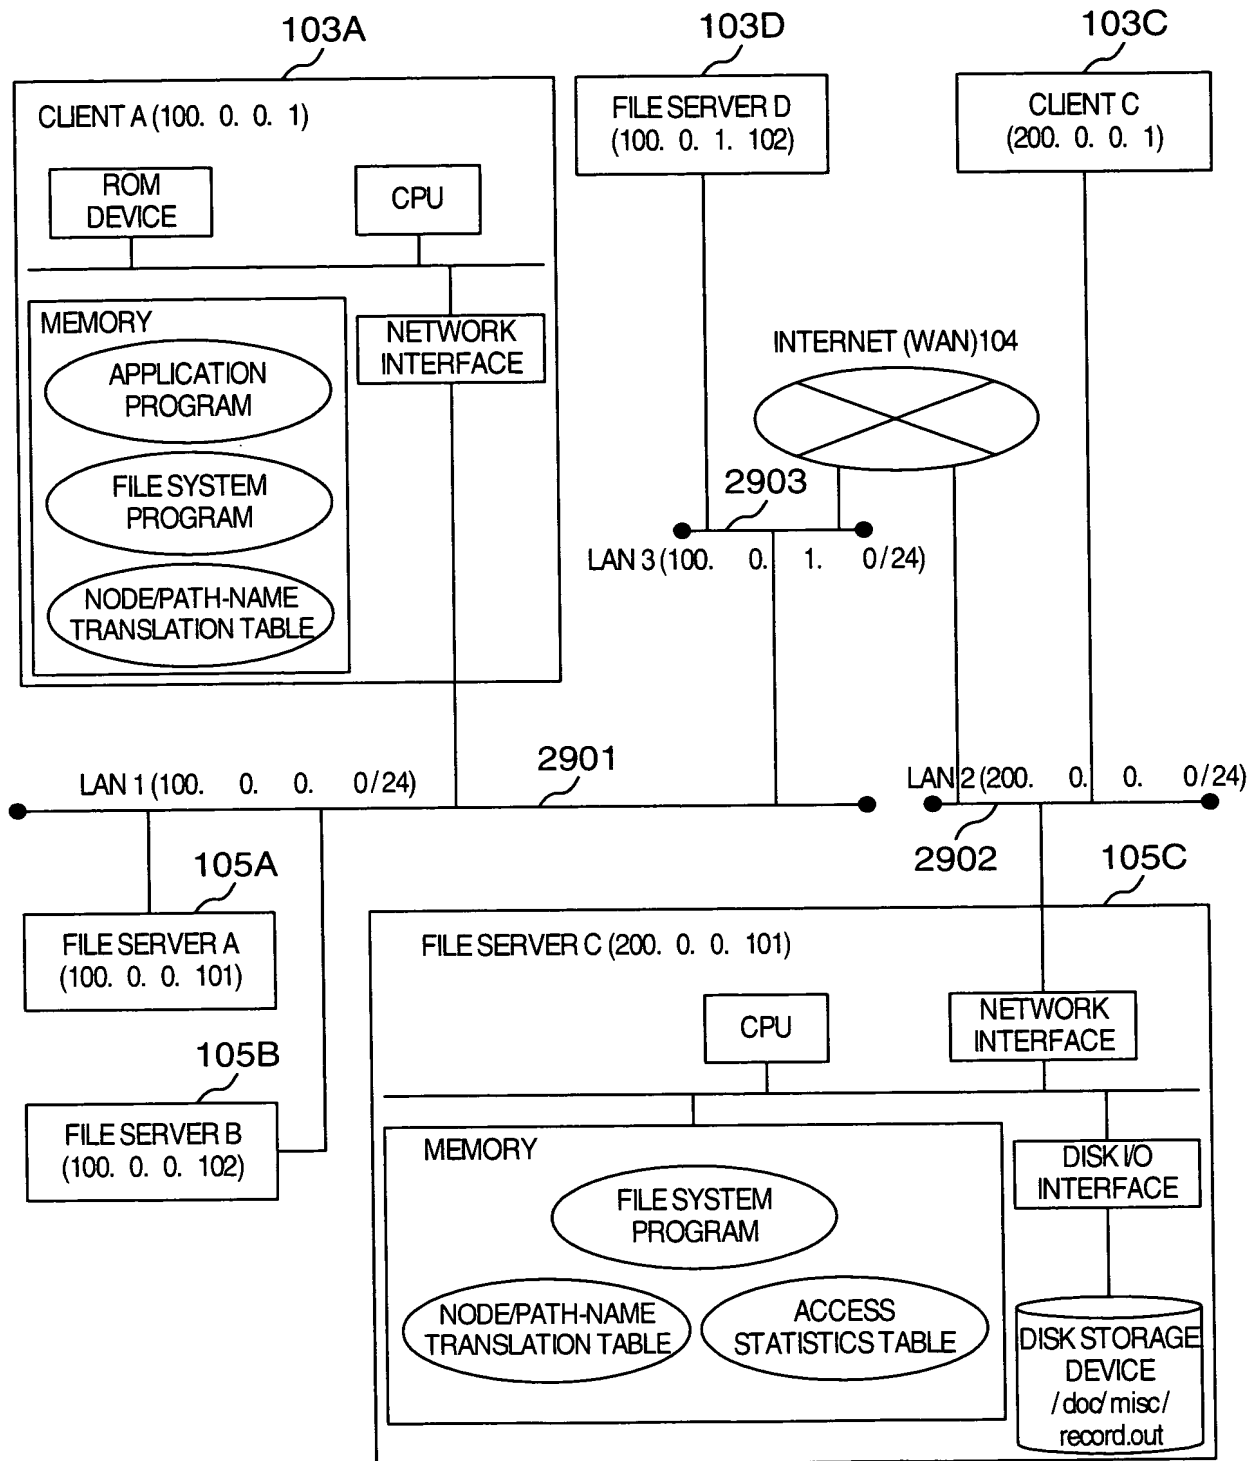 103A
103D
103C
CLIENT A (100. 0. 0. 1)
ROM
DEVICE
CPU
MEMORY
APPLICATION
PROGRAM
FILE SYSTEM
PROGRAM
NODE/PATH-NAME
TRANSLATION TABLE
NETWORK
INTERFACE
FILE SERVER D
(100. 0. 1. 102)
CLIENT C
(200. 0. 0. 1)
INTERNET (WAN)104
2903
LAN 3 (100. 0. 1. 0/24)
LAN 1 (100. 0. 0. 0/24)
2901
LAN 2 (200. 0. 0. 0/24)
2902
105A
FILE SERVER A
(100. 0. 0. 101)
105B
FILE SERVER B
(100. 0. 0. 102)
105C
FILE SERVER C (200. 0. 0. 101)
CPU
NETWORK
INTERFACE
MEMORY
FILE SYSTEM
PROGRAM
NODE/PATH-NAME
TRANSLATION TABLE
ACCESS
STATISTICS TABLE
DISK I/O
INTERFACE
DISK STORAGE
DEVICE
/doc/misc/
record.out